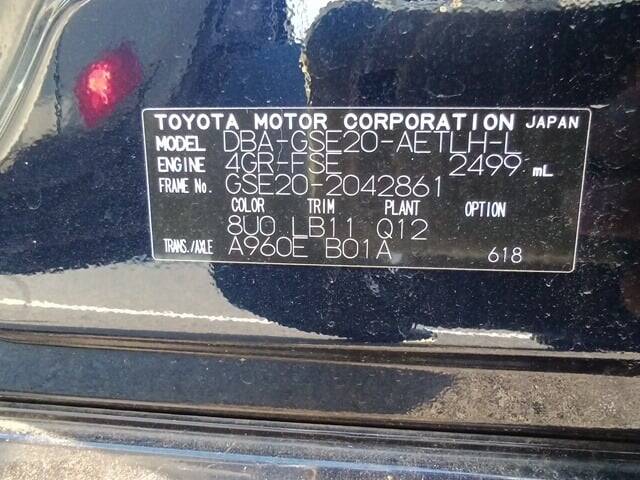 TOYOTA MOTOR CORPORATION JAPAN
MODEL DBA-GSE20-AETLH-L
ENGINE 4GR-FSE 2499 mL
FRAME No. GSE20-2042861
COLOR TRIM PLANT OPTION
8U0 LB11 Q12
TRANS./AXLE A960E B01A 618